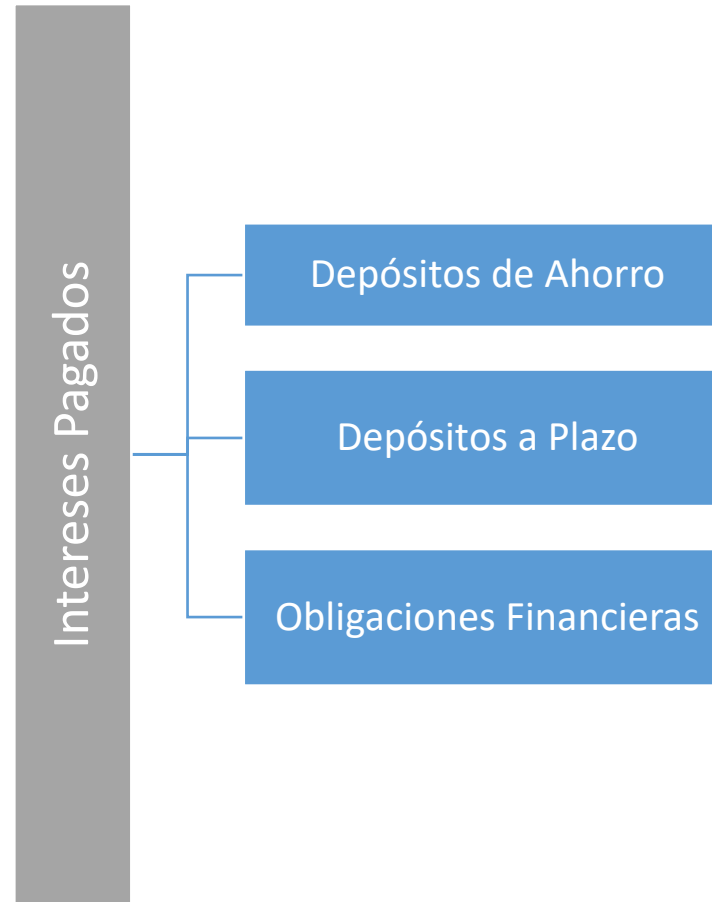 Intereses Pagados
Depósitos de Ahorro
Depósitos a Plazo
Obligaciones Financieras